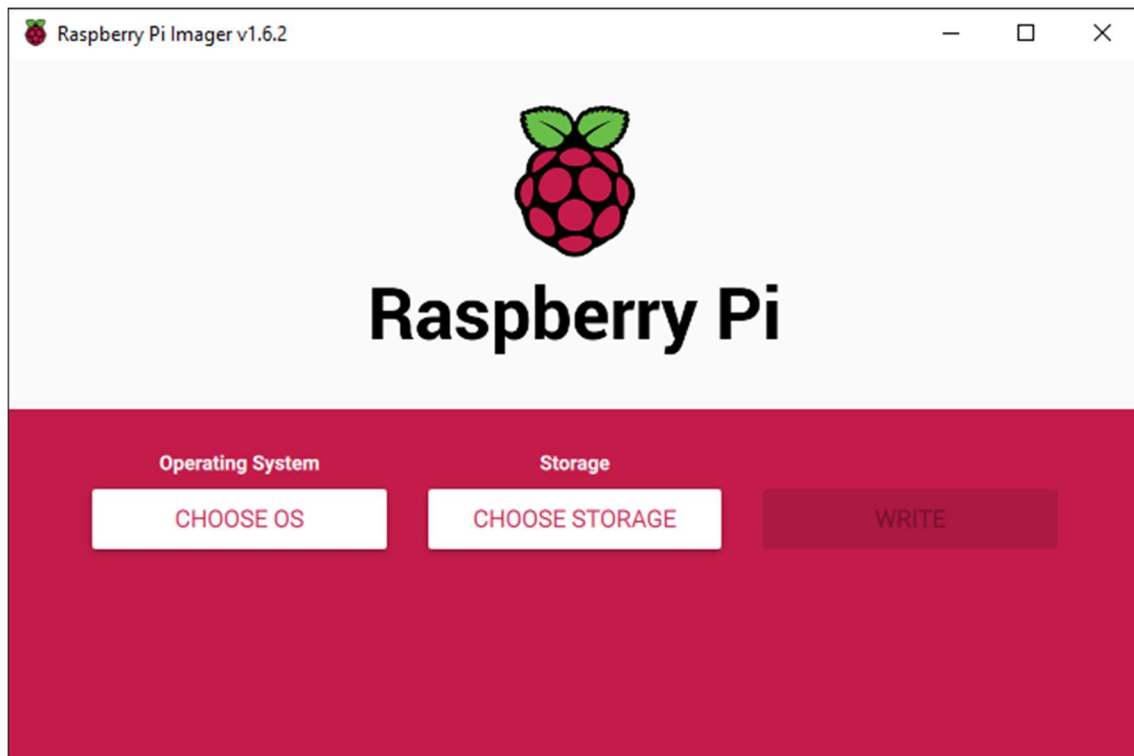 Raspberry Pi Imager v1.6.2
Raspberry Pi
Operating System
Storage
CHOOSE OS
CHOOSE STORAGE
WRITE